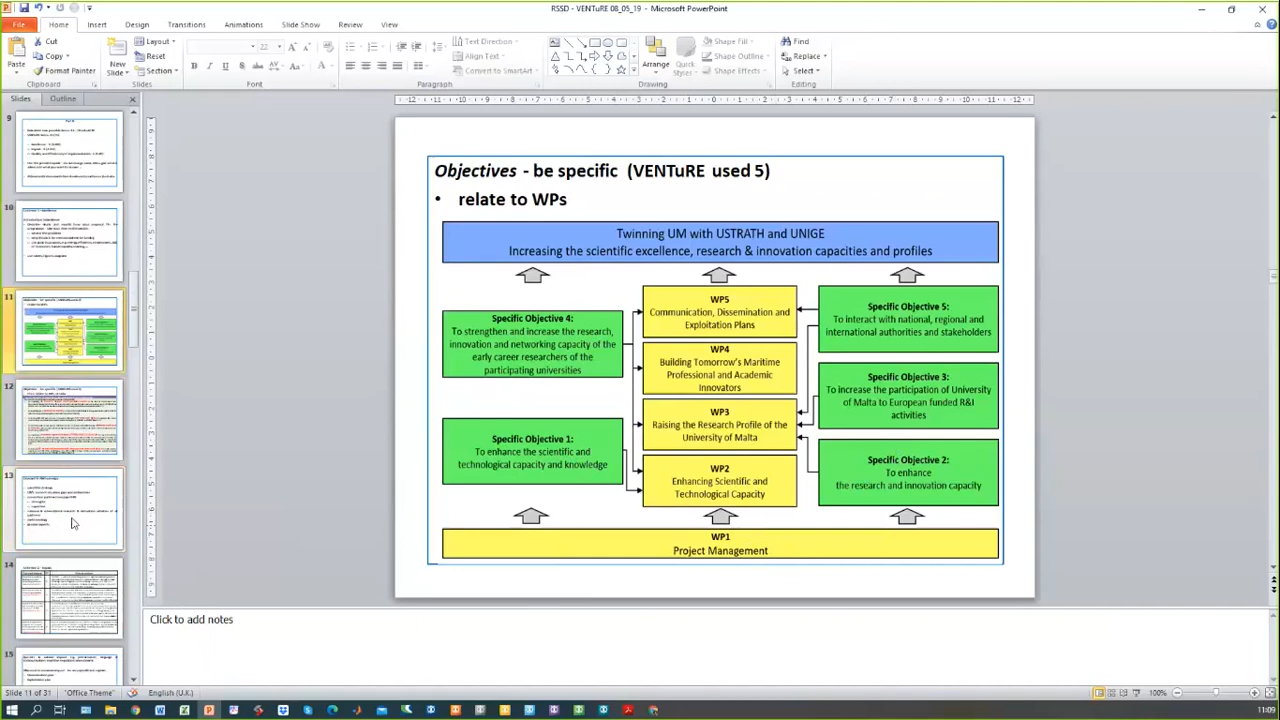 RSSD - VENTuRE 08_05_19 - Microsoft PowerPoint
File
Home
Insert
Design
Transitions
Animations
Slide Show
Review
View
Paste
Cut
Copy
Format Painter
Clipboard
New
Slide
Layout
Reset
Section
Slides
22
Font
Text Direction
Align Text
Convert to SmartArt
Paragraph
Arrange
Quick
Styles
Shape Fill
Shape Outline
Shape Effects
Drawing
Find
Replace
Select
Editing
Slides
Outline
9
10
11
12
13
14
15
Objectives - be specific (VENTuRE used 5)
• relate to WPs
Twinning UM with USTRATH and UNIGE
Increasing the scientific excellence, research & innovation capacities and profiles
Specific Objective 4:
To strengthen and increase the research,
innovation and networking capacity of the
early career researchers of the
participating universities
Specific Objective 1:
To enhance the scientific and
technological capacity and knowledge
WP5
Communication, Dissemination and
Exploitation Plans
WP4
Building Tomorrow's Maritime
Professional and Academic
Innovators
WP3
Raising the Research Profile of the
University of Malta
WP2
Enhancing Scientific and
Technological Capacity
Specific Objective 5:
To interact with national, regional and
international authorities and stakeholders
Specific Objective 3:
To increase the participation of University
of Malta to European funded R&I
activities
Specific Objective 2:
To enhance
the research and innovation capacity
WP1
Project Management
Click to add notes
Slide 11 of 31
"Office Theme"
English (U.K.)
100%
11:09